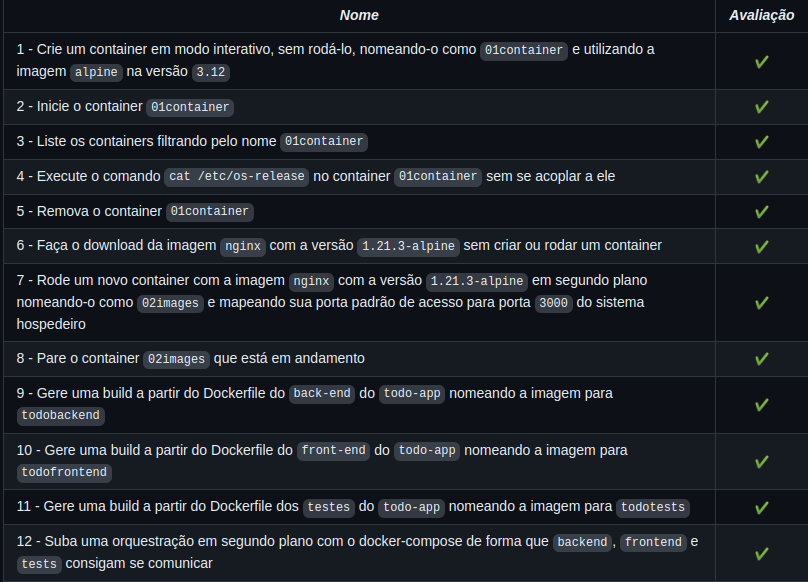 Nome Avaliação
1 - Crie um container em modo interativo, sem rodá-lo, nomeando-o como 01container e utilizando a
imagem alpine na versão 3.12
2 - Inicie o container 01container
3 - Liste os containers filtrando pelo nome 01container
4 - Execute o comando cat /etc/os-release no container 01container sem se acoplar a ele
5 - Remova o container 01container
6 - Faça o download da imagem nginx com a versão 1.21.3-alpine sem criar ou rodar um container
7 - Rode um novo container com a imagem nginx com a versão 1.21.3-alpine em segundo plano
nomeando-o como 02images e mapeando sua porta padrão de acesso para porta 3000 do sistema
hospedeiro
8 - Pare o container 02images que está em andamento
9 - Gere uma build a partir do Dockerfile do back-end do todo-app nomeando a imagem para
todobackend
10 - Gere uma build a partir do Dockerfile do front-end do todo-app nomeando a imagem para
todofrontend
11 - Gere uma build a partir do Dockerfile dos testes do todo-app nomeando a imagem para todotests
12 - Suba uma orquestração em segundo plano com o docker-compose de forma que backend, frontend e
tests consigam se comunicar